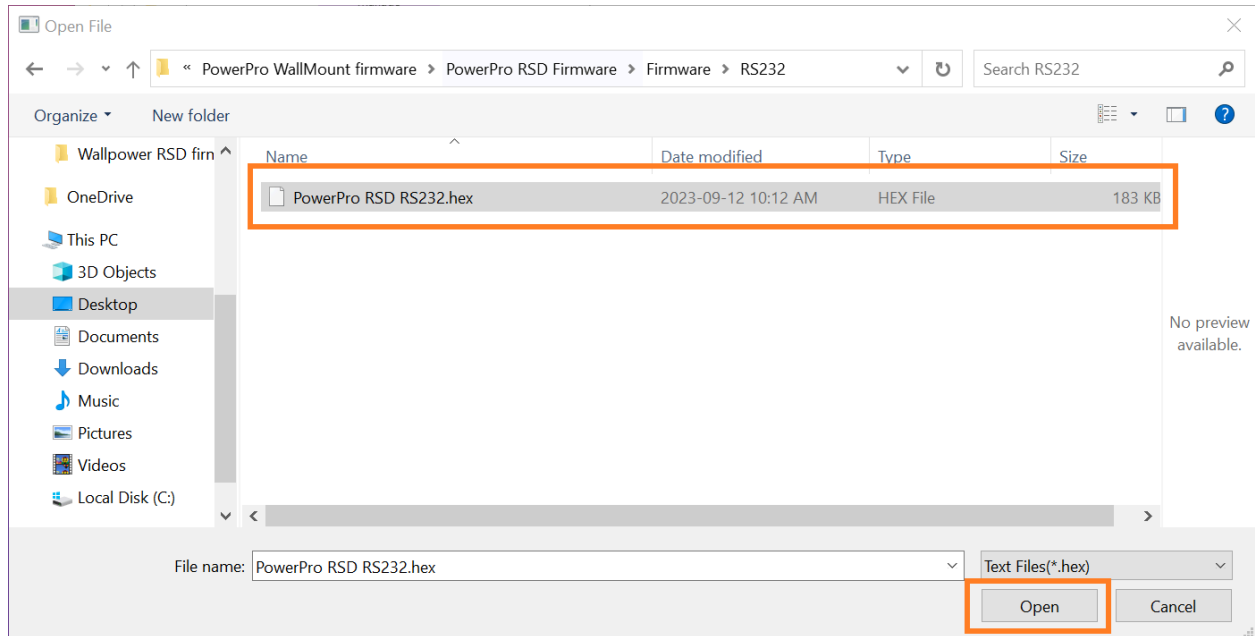 Open File
« PowerPro WallMount firmware > PowerPro RSD Firmware > Firmware > RS232
Search RS232
Organize
New folder
Wallpower RSD firn
OneDrive
This PC
3D Objects
Desktop
Documents
Downloads
Music
Pictures
Videos
Local Disk (C:)
Name Date modified Type Size
PowerPro RSD RS232.hex 2023-09-12 10:12 AM HEX File 183 KB
No preview
available.
File name: PowerPro RSD RS232.hex
Text Files(*.hex)
Open
Cancel